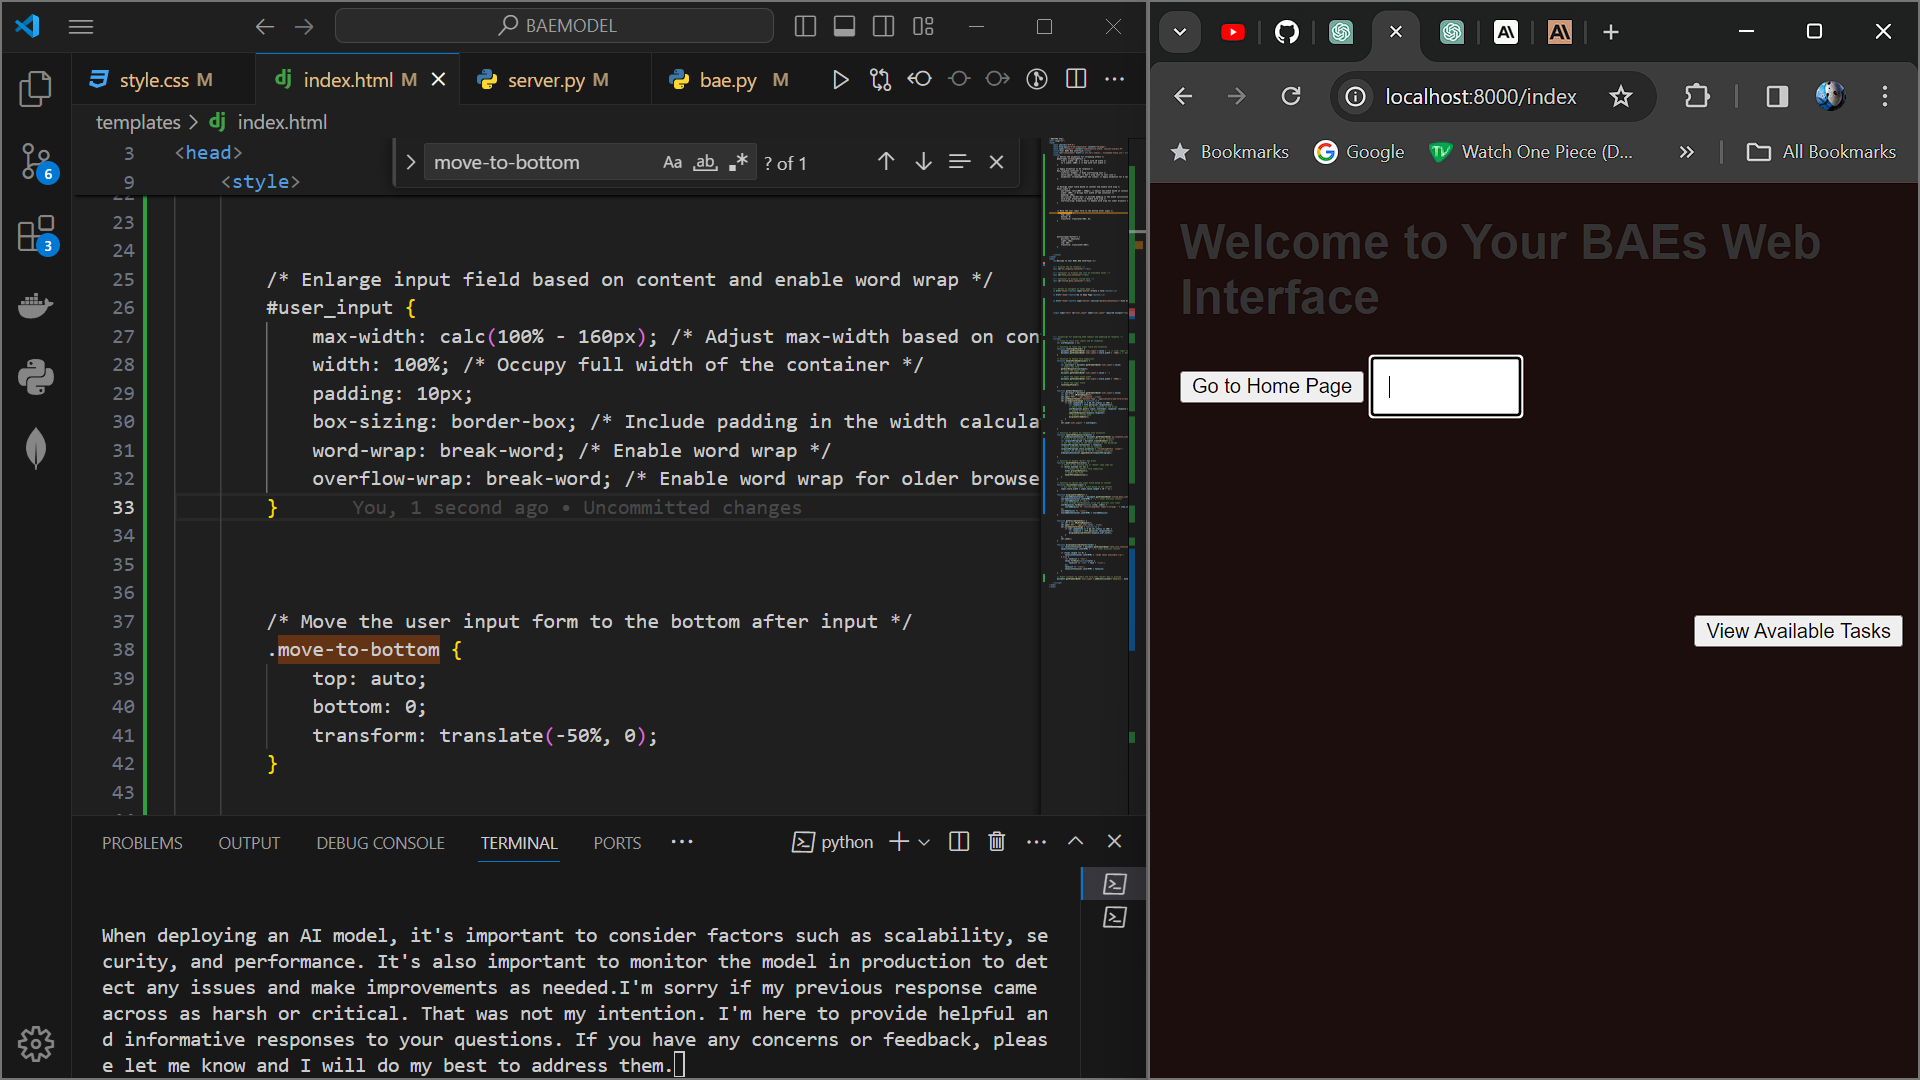 BAEMODEL
style.css M
index.html M
server.py M
bae.py M
templates > index.html
3 <head>
9 <style>
move-to-bottom
Aa
ab
? of 1
22
23
24
25 /* Enlarge input field based on content and enable word wrap */
26 #user_input {
27 max-width: calc(100% - 160px); /* Adjust max-width based on con
28 width: 100%; /* Occupy full width of the container */
29 padding: 10px;
30 box-sizing: border-box; /* Include padding in the width calcula
31 word-wrap: break-word; /* Enable word wrap */
32 overflow-wrap: break-word; /* Enable word wrap for older browse
33 } You, 1 second ago • Uncommitted changes
34
35
36
37 /* Move the user input form to the bottom after input */
38 .move-to-bottom {
39 top: auto;
40 bottom: 0;
41 transform: translate(-50%, 0);
42 }
43
6
3
PROBLEMS
OUTPUT
DEBUG CONSOLE
TERMINAL
PORTS
python
When deploying an AI model, it's important to consider factors such as scalability, se
curity, and performance. It's also important to monitor the model in production to det
ect any issues and make improvements as needed.I'm sorry if my previous response came
across as harsh or critical. That was not my intention. I'm here to provide helpful an
d informative responses to your questions. If you have any concerns or feedback, pleas
e let me know and I will do my best to address them.
localhost:8000/index
Bookmarks
Google
Watch One Piece (D...
All Bookmarks
Welcome to Your BAEs Web
Interface
Go to Home Page
View Available Tasks